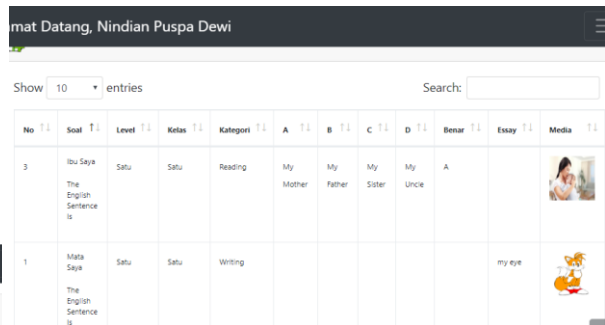 mat Datang, Nindian Puspa Dewi
Show 10 entries
Search:
No Soal Level Kelas Kategori A B C D Benar Essay Media
3 Ibu Saya Satu Satu Reading My My My My A
Mother Father Sister Uncle
The
English
Sentence
Is
1 Mata Satu Satu Writing my eye
Saya
The
English
Sentence
Is